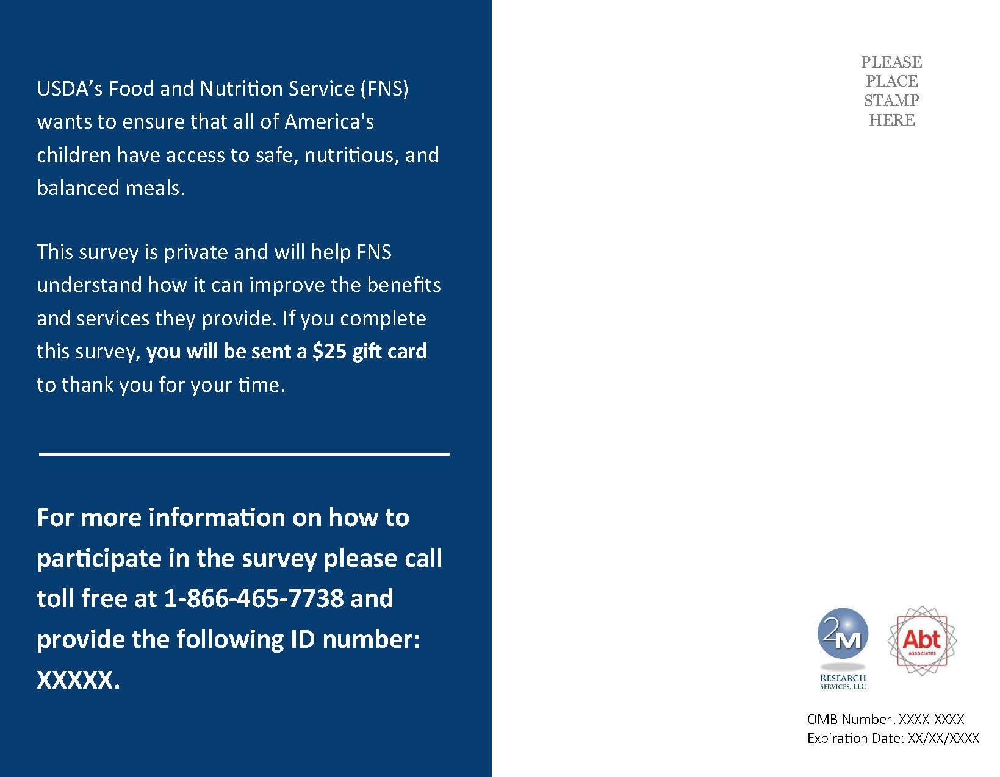 USDA’s Food and Nutrition Service (FNS)
wants to ensure that all of America's
children have access to safe, nutritious, and
balanced meals.
This survey is private and will help FNS
understand how it can improve the benefits
and services they provide. If you complete
this survey, you will be sent a $25 gift card
to thank you for your time.
For more information on how to
participate in the survey please call
toll free at 1-866-465-7738 and
provide the following ID number:
XXXXX.
PLEASE
PLACE
STAMP
HERE
2M
RESEARCH
SERVICES, LLC
Abt
ASSOCIATES
OMB Number: XXXX-XXXX
Expiration Date: XX/XX/XXXX